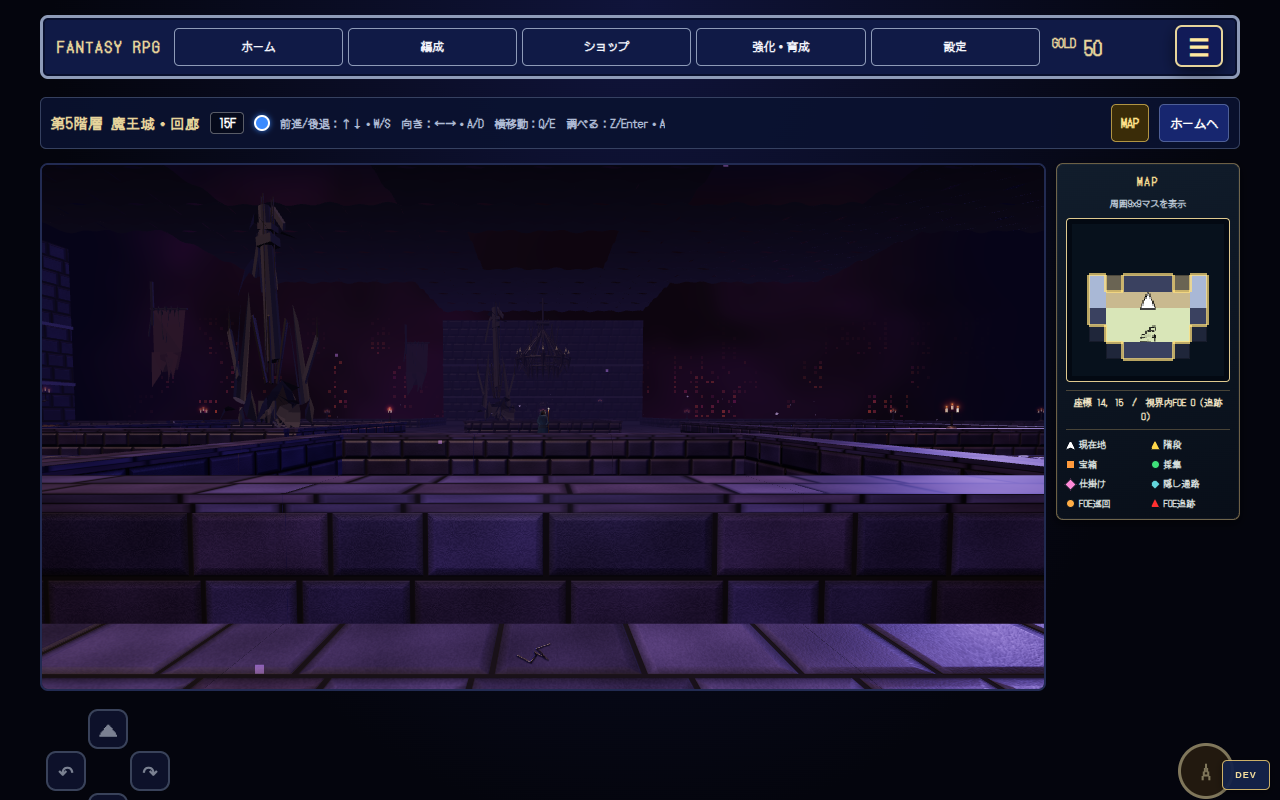 FANTASY RPG
ホーム
編成
ショップ
強化・育成
設定
GOLD 50
第5階層 魔王城・回廊
15F
前進/後退：↑↓・W/S 向き：←→・A/D 横移動：Q/E 調べる：Z/Enter・A
MAP
ホームへ
MAP
周囲9x9マスを表示
座標 14, 15 / 視界内FOE 0（追跡
0）
現在地
階段
宝箱
採集
仕掛け
隠し通路
FOE巡回
FOE追跡
A
DEV